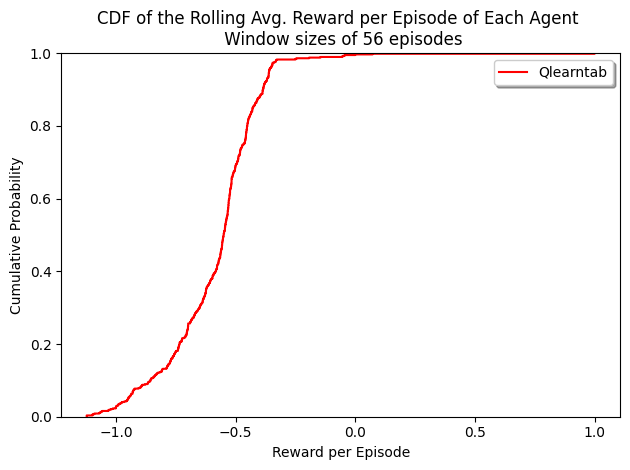 CDF of the Rolling Avg. Reward per Episode of Each Agent
Window sizes of 56 episodes
Qlearntab
Cumulative Probability
1.0
0.8
0.6
0.4
0.2
0.0
−1.0 −0.5 0.0 0.5 1.0
Reward per Episode